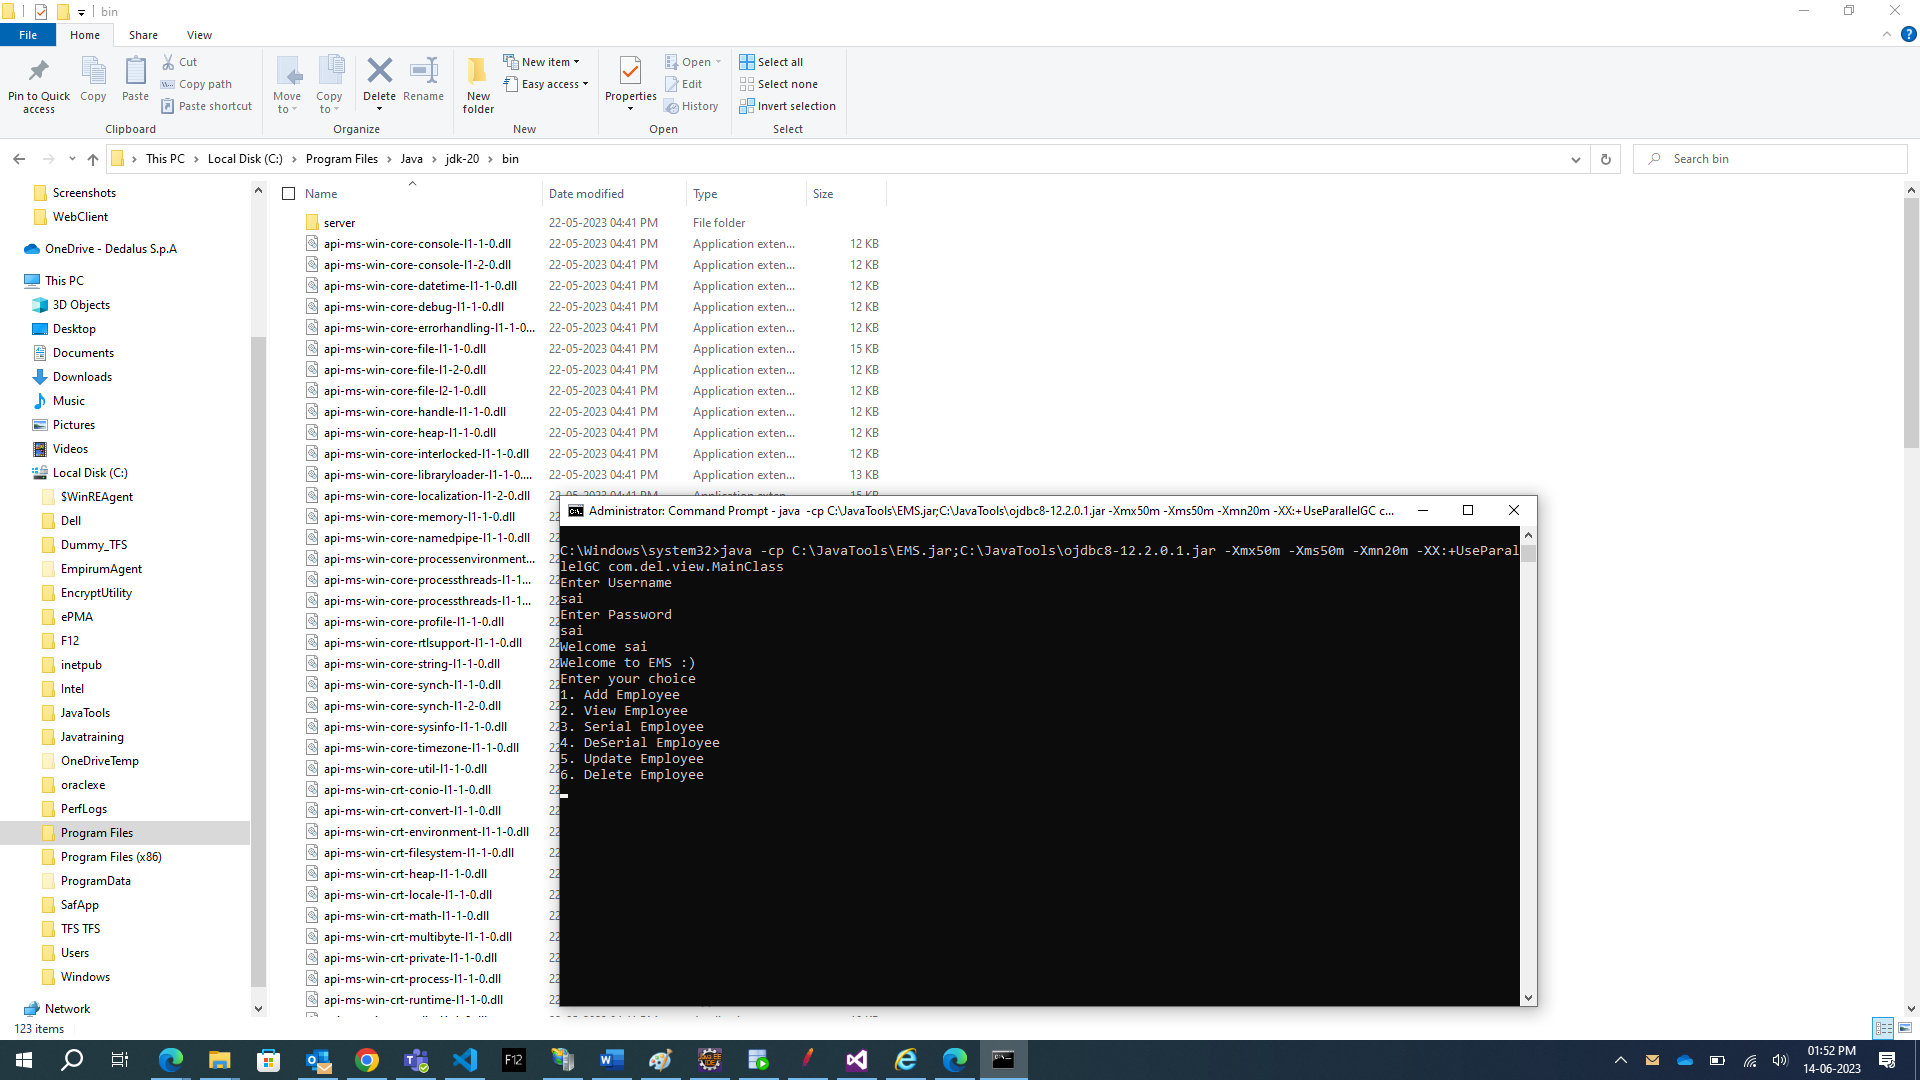 bin
File
Home
Share
View
Pin to Quick access
Copy
Paste
Cut
Copy path
Paste shortcut
Clipboard
Move to
Copy to
Delete
Rename
Organize
New folder
New item
Easy access
New
Properties
Open
Edit
History
Open
Select all
Select none
Invert selection
Select
This PC > Local Disk (C:) > Program Files > Java > jdk-20 > bin
Search bin
Screenshots
WebClient
OneDrive - Dedalus S.p.A
This PC
3D Objects
Desktop
Documents
Downloads
Music
Pictures
Videos
Local Disk (C:)
$WinREAgent
Dell
Dummy_TFS
EmpirumAgent
EncryptUtility
ePMA
F12
inetpub
Intel
JavaTools
Javatraining
OneDriveTemp
oraclexe
PerfLogs
Program Files
Program Files (x86)
ProgramData
SafApp
TFS TFS
Users
Windows
Network
Name Date modified Type Size
server 22-05-2023 04:41 PM File folder
api-ms-win-core-console-l1-1-0.dll 22-05-2023 04:41 PM Application exten... 12 KB
api-ms-win-core-console-l1-2-0.dll 22-05-2023 04:41 PM Application exten... 12 KB
api-ms-win-core-datetime-l1-1-0.dll 22-05-2023 04:41 PM Application exten... 12 KB
api-ms-win-core-debug-l1-1-0.dll 22-05-2023 04:41 PM Application exten... 12 KB
api-ms-win-core-errorhandling-l1-1-0... 22-05-2023 04:41 PM Application exten... 12 KB
api-ms-win-core-file-l1-1-0.dll 22-05-2023 04:41 PM Application exten... 15 KB
api-ms-win-core-file-l1-2-0.dll 22-05-2023 04:41 PM Application exten... 12 KB
api-ms-win-core-file-l2-1-0.dll 22-05-2023 04:41 PM Application exten... 12 KB
api-ms-win-core-handle-l1-1-0.dll 22-05-2023 04:41 PM Application exten... 12 KB
api-ms-win-core-heap-l1-1-0.dll 22-05-2023 04:41 PM Application exten... 12 KB
api-ms-win-core-interlocked-l1-1-0.dll 22-05-2023 04:41 PM Application exten... 12 KB
api-ms-win-core-libraryloader-l1-1-0.... 22-05-2023 04:41 PM Application exten... 13 KB
api-ms-win-core-localization-l1-2-0.dll 22-05-2023 04:41 PM Application exten... 15 KB
api-ms-win-core-memory-l1-1-0.dll
api-ms-win-core-namedpipe-l1-1-0.dll
api-ms-win-core-processenvironment...
api-ms-win-core-processthreads-l1-1...
api-ms-win-core-processthreads-l1-1...
api-ms-win-core-profile-l1-1-0.dll
api-ms-win-core-rtlsupport-l1-1-0.dll
api-ms-win-core-string-l1-1-0.dll
api-ms-win-core-synch-l1-1-0.dll
api-ms-win-core-synch-l1-2-0.dll
api-ms-win-core-sysinfo-l1-1-0.dll
api-ms-win-core-timezone-l1-1-0.dll
api-ms-win-core-util-l1-1-0.dll
api-ms-win-crt-conio-l1-1-0.dll
api-ms-win-crt-convert-l1-1-0.dll
api-ms-win-crt-environment-l1-1-0.dll
api-ms-win-crt-filesystem-l1-1-0.dll
api-ms-win-crt-heap-l1-1-0.dll
api-ms-win-crt-locale-l1-1-0.dll
api-ms-win-crt-math-l1-1-0.dll
api-ms-win-crt-multibyte-l1-1-0.dll
api-ms-win-crt-private-l1-1-0.dll
api-ms-win-crt-process-l1-1-0.dll
api-ms-win-crt-runtime-l1-1-0.dll
Administrator: Command Prompt - java -cp C:\JavaTools\EMS.jar;C:\JavaTools\ojdbc8-12.2.0.1.jar -Xmx50m -Xms50m -Xmn20m -XX:+UseParallelGC c...
C:\Windows\system32>java -cp C:\JavaTools\EMS.jar;C:\JavaTools\ojdbc8-12.2.0.1.jar -Xmx50m -Xms50m -Xmn20m -XX:+UseParal
lelGC com.del.view.MainClass
Enter Username
sai
Enter Password
sai
Welcome sai
Welcome to EMS :)
Enter your choice
1. Add Employee
2. View Employee
3. Serial Employee
4. DeSerial Employee
5. Update Employee
6. Delete Employee
123 items
F12
01:52 PM
14-06-2023